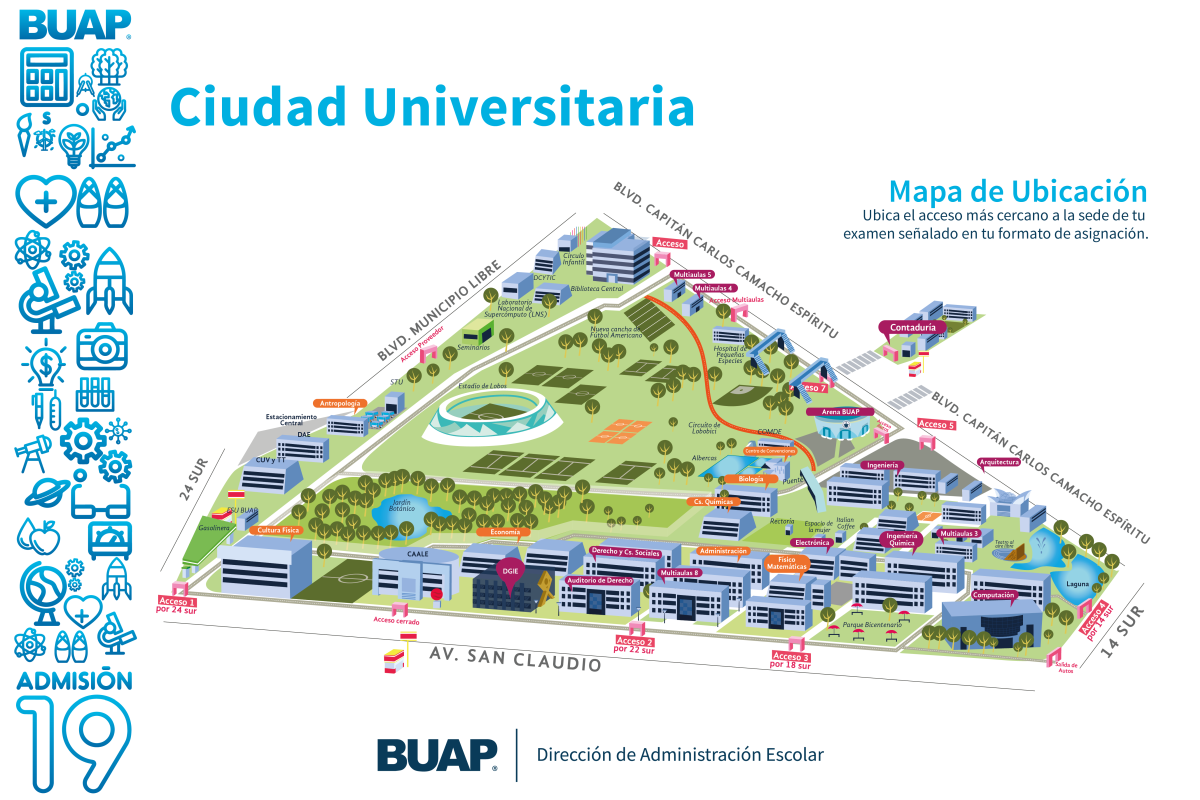 BUAP®
ADMISIÓN
19
Ciudad Universitaria
Mapa de Ubicación
Ubica el acceso más cercano a la sede de tu
examen señalado en tu formato de asignación.
BLVD. CAPITÁN CARLOS CAMACHO ESPÍRITU
BLVD. MUNICIPIO LIBRE
Acceso
Círculo
Infantil
DCYTIC
Biblioteca Central
Multiaulas 5
Multiaulas 4
Acceso Multiaulas
Laboratorio
Nacional de
Supercómputo (LNS)
Nueva cancha de
Fútbol Americano
Contaduría
Acceso Proveedor
Seminarios
Hospital de
Pequeñas
Especies
STU
Estadio de Lobos
Acceso 7
BLVD. CAPITÁN CARLOS CAMACHO ESPÍRITU
Antropología
Estacionamiento
Central
DAE
Arena BUAP
Acceso 5
Circuito de
Lobobici
COMDE
Centro de Convenciones
24 SUR
CUV y TT
Albercas
Ingeniería
Arquitectura
Biología
Puente
Jardín
Botánico
Cs. Químicas
ESU BUAP
Gasolinera
Cultura Física
Economía
Rectoría
Espacio de
la mujer
Italian
Coffee
Electrónica
Ingeniería
Química
Multiaulas 3
Teatro al
aire libre
CAALE
DGIE
Derecho y Cs. Sociales
Administración
Físico
Matemáticas
Auditorio de Derecho
Multiaulas 8
Laguna
Computación
Acceso 1
por 24 sur
Acceso cerrado
Acceso 2
por 22 sur
Acceso 3
por 18 sur
Parque Bicentenario
Acceso 4
por 14 sur
14 SUR
Salida de
Autos
AV. SAN CLAUDIO
BUAP®
Dirección de Administración Escolar